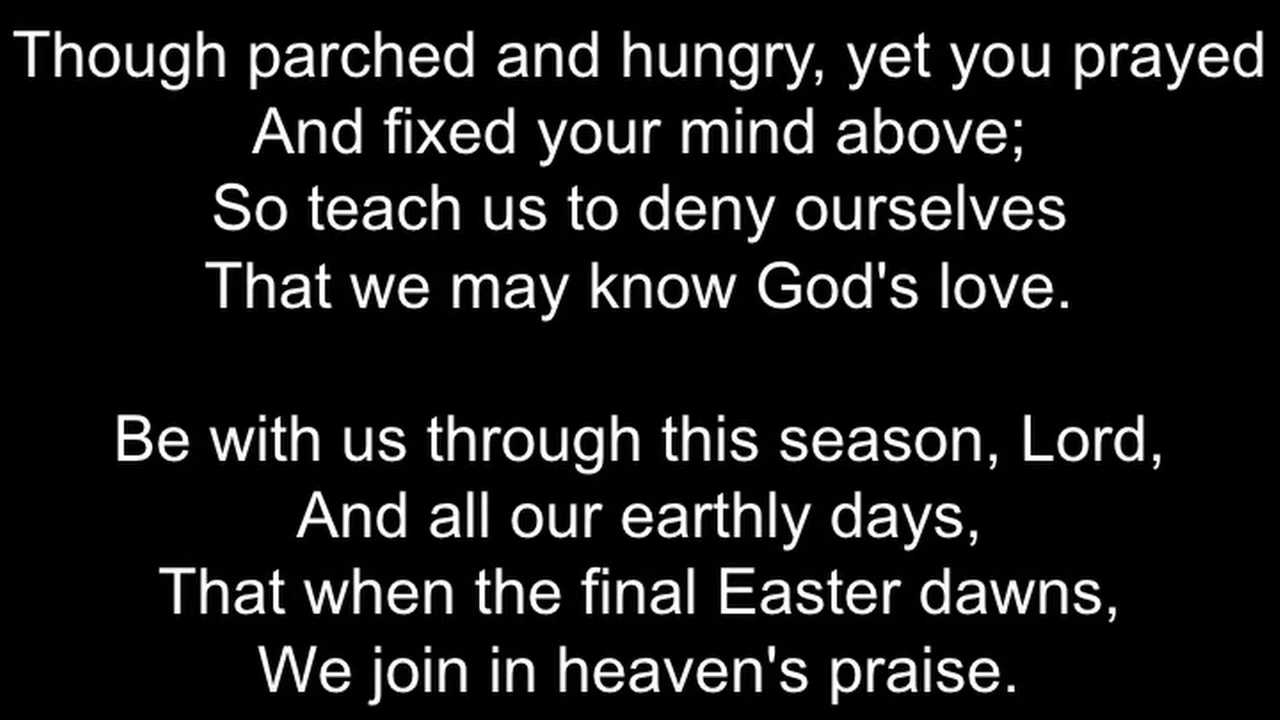 Though parched and hungry, yet you prayed
And fixed your mind above;
So teach us to deny ourselves
That we may know God's love.
Be with us through this season, Lord,
And all our earthly days,
That when the final Easter dawns,
We join in heaven's praise.